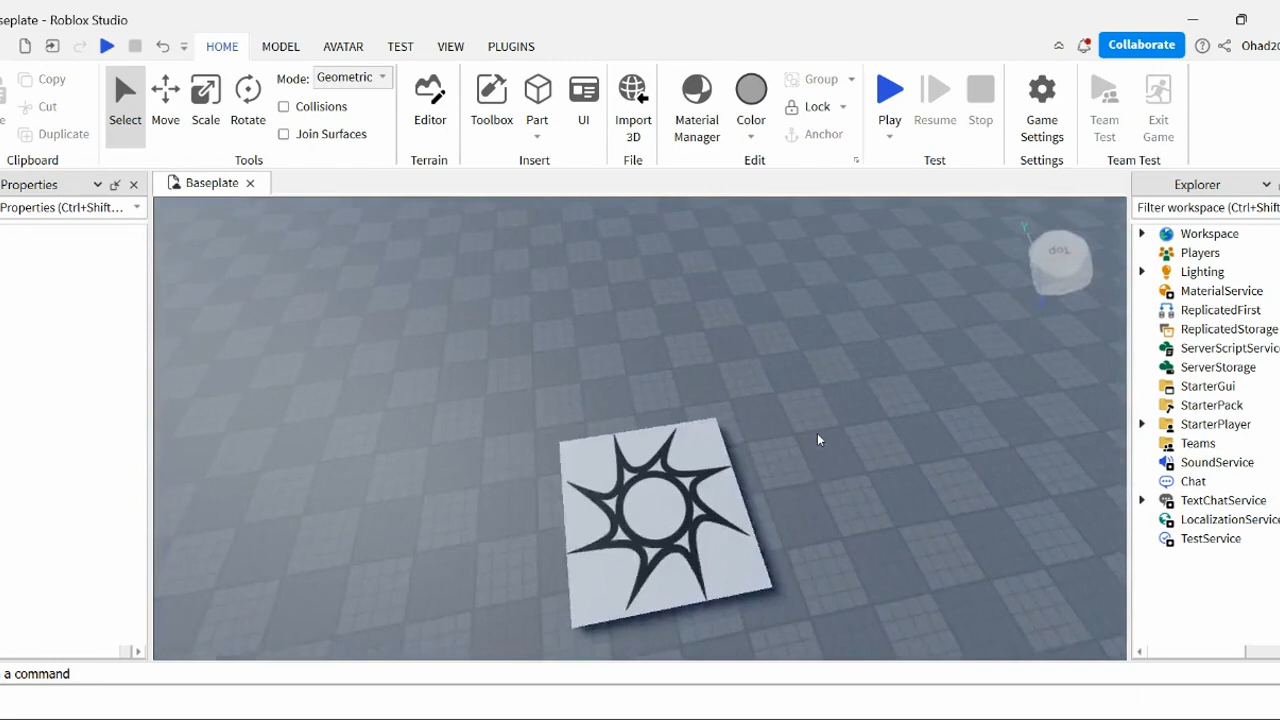 seplate - Roblox Studio
HOME MODEL AVATAR TEST VIEW PLUGINS
Collaborate
Ohad20
Copy
Cut
Duplicate
Clipboard
Select
Move
Scale
Rotate
Mode: Geometric
Collisions
Join Surfaces
Tools
Editor
Terrain
Toolbox
Part
UI
Insert
Import
3D
File
Material
Manager
Color
Group
Lock
Anchor
Edit
Play
Resume
Stop
Test
Game
Settings
Settings
Team
Test
Exit
Game
Team Test
Properties
Properties (Ctrl+Shift...
Baseplate
Y
Top
Explorer
Filter workspace (Ctrl+Shift
Workspace
Players
Lighting
MaterialService
ReplicatedFirst
ReplicatedStorage
ServerScriptServic
ServerStorage
StarterGui
StarterPack
StarterPlayer
Teams
SoundService
Chat
TextChatService
LocalizationService
TestService
a command